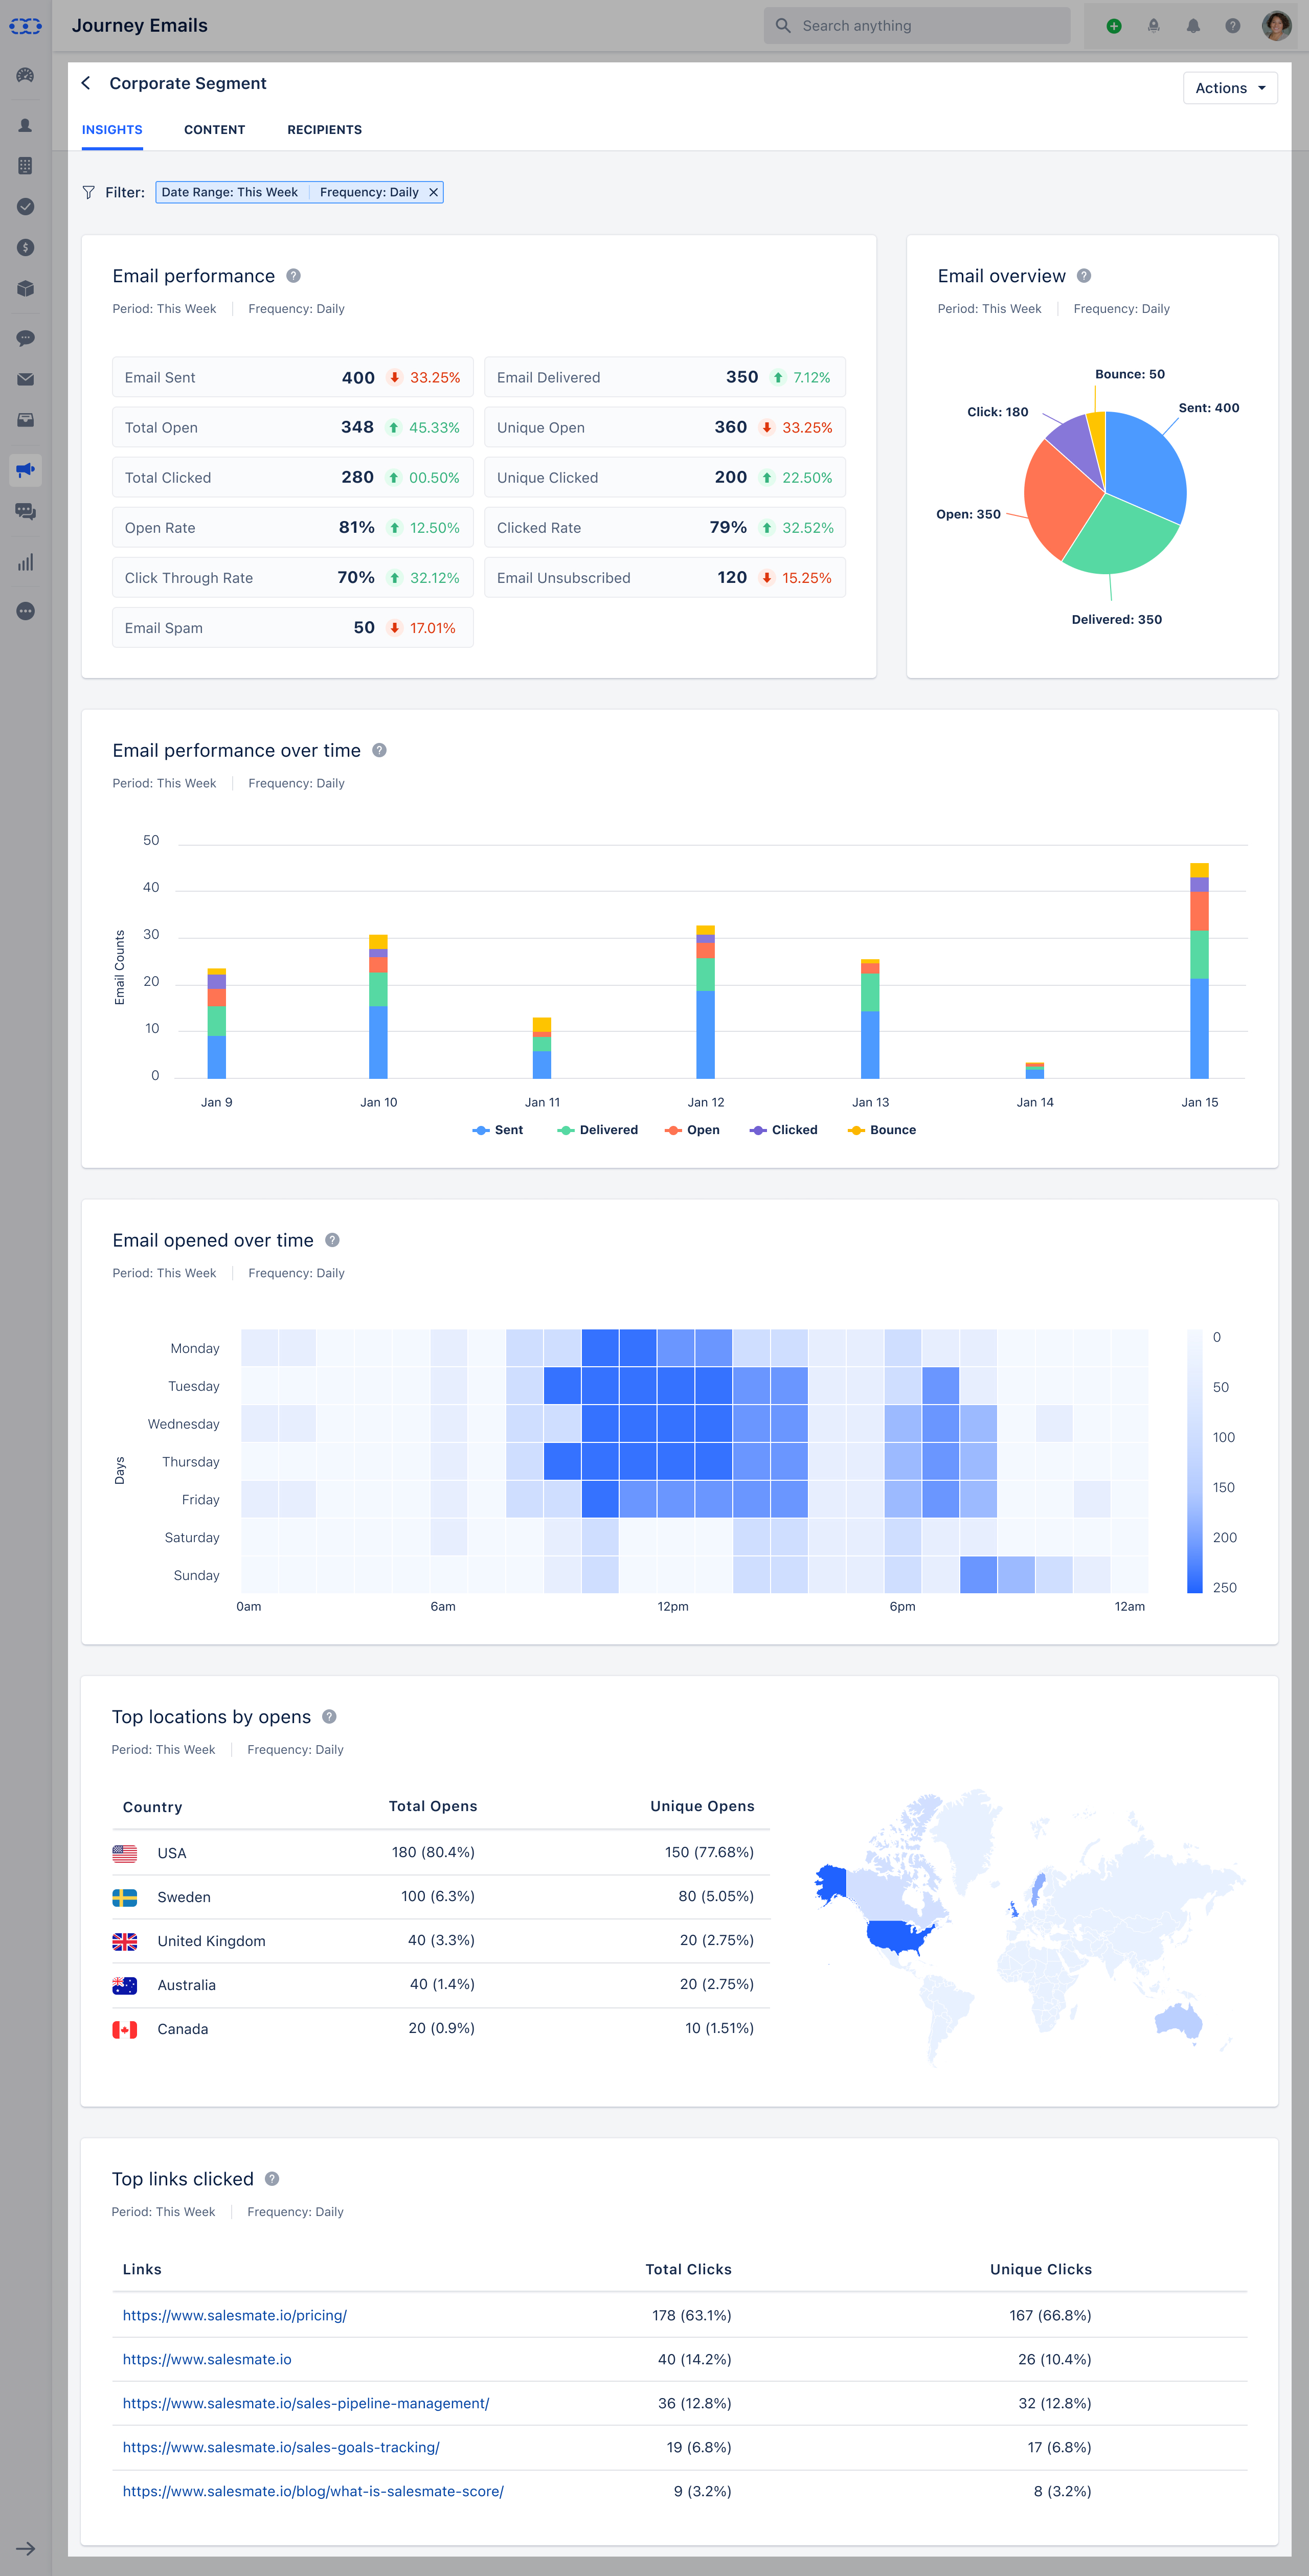 Journey Emails
Search anything
Corporate Segment
Actions
INSIGHTS CONTENT RECIPIENTS
Filter: Date Range: This Week Frequency: Daily
Email performance
Period: This Week Frequency: Daily
Email Sent 400 33.25%
Email Delivered 350 7.12%
Total Open 348 45.33%
Unique Open 360 33.25%
Total Clicked 280 00.50%
Unique Clicked 200 22.50%
Open Rate 81% 12.50%
Clicked Rate 79% 32.52%
Click Through Rate 70% 32.12%
Email Unsubscribed 120 15.25%
Email Spam 50 17.01%
Email overview
Period: This Week Frequency: Daily
Bounce: 50
Click: 180
Sent: 400
Open: 350
Delivered: 350
Email performance over time
Period: This Week Frequency: Daily
Email Counts
50
40
30
20
10
0
Jan 9 Jan 10 Jan 11 Jan 12 Jan 13 Jan 14 Jan 15
Sent Delivered Open Clicked Bounce
Email opened over time
Period: This Week Frequency: Daily
Days
Monday
Tuesday
Wednesday
Thursday
Friday
Saturday
Sunday
0am 6am 12pm 6pm 12am
0
50
100
150
200
250
Top locations by opens
Period: This Week Frequency: Daily
Country Total Opens Unique Opens
USA 180 (80.4%) 150 (77.68%)
Sweden 100 (6.3%) 80 (5.05%)
United Kingdom 40 (3.3%) 20 (2.75%)
Australia 40 (1.4%) 20 (2.75%)
Canada 20 (0.9%) 10 (1.51%)
Top links clicked
Period: This Week Frequency: Daily
Links Total Clicks Unique Clicks
https://www.salesmate.io/pricing/ 178 (63.1%) 167 (66.8%)
https://www.salesmate.io 40 (14.2%) 26 (10.4%)
https://www.salesmate.io/sales-pipeline-management/ 36 (12.8%) 32 (12.8%)
https://www.salesmate.io/sales-goals-tracking/ 19 (6.8%) 17 (6.8%)
https://www.salesmate.io/blog/what-is-salesmate-score/ 9 (3.2%) 8 (3.2%)